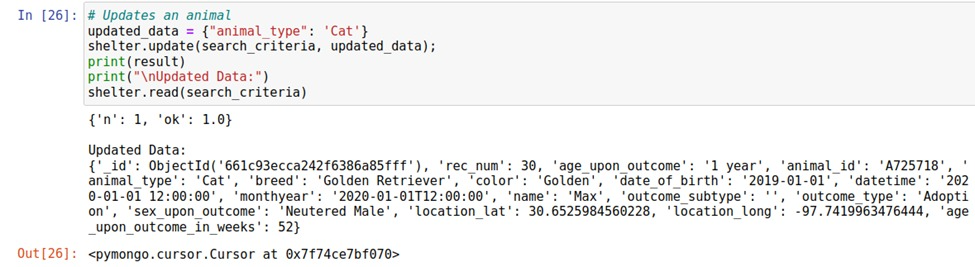 In [26]: # Updates an animal
updated_data = {"animal_type": 'Cat'}
shelter.update(search_criteria, updated_data);
print(result)
print("\nUpdated Data:")
shelter.read(search_criteria)
{'n': 1, 'ok': 1.0}
Updated Data:
{'_id': ObjectId('661c93ecca242f6386a85fff'), 'rec_num': 30, 'age_upon_outcome': '1 year', 'animal_id': 'A725718', '
animal_type': 'Cat', 'breed': 'Golden Retriever', 'color': 'Golden', 'date_of_birth': '2019-01-01', 'datetime': '202
0-01-01 12:00:00', 'monthyear': '2020-01-01T12:00:00', 'name': 'Max', 'outcome_subtype': '', 'outcome_type': 'Adopti
on', 'sex_upon_outcome': 'Neutered Male', 'location_lat': 30.6525984560228, 'location_long': -97.7419963476444, 'age
_upon_outcome_in_weeks': 52}
Out[26]: <pymongo.cursor.Cursor at 0x7f74ce7bf070>